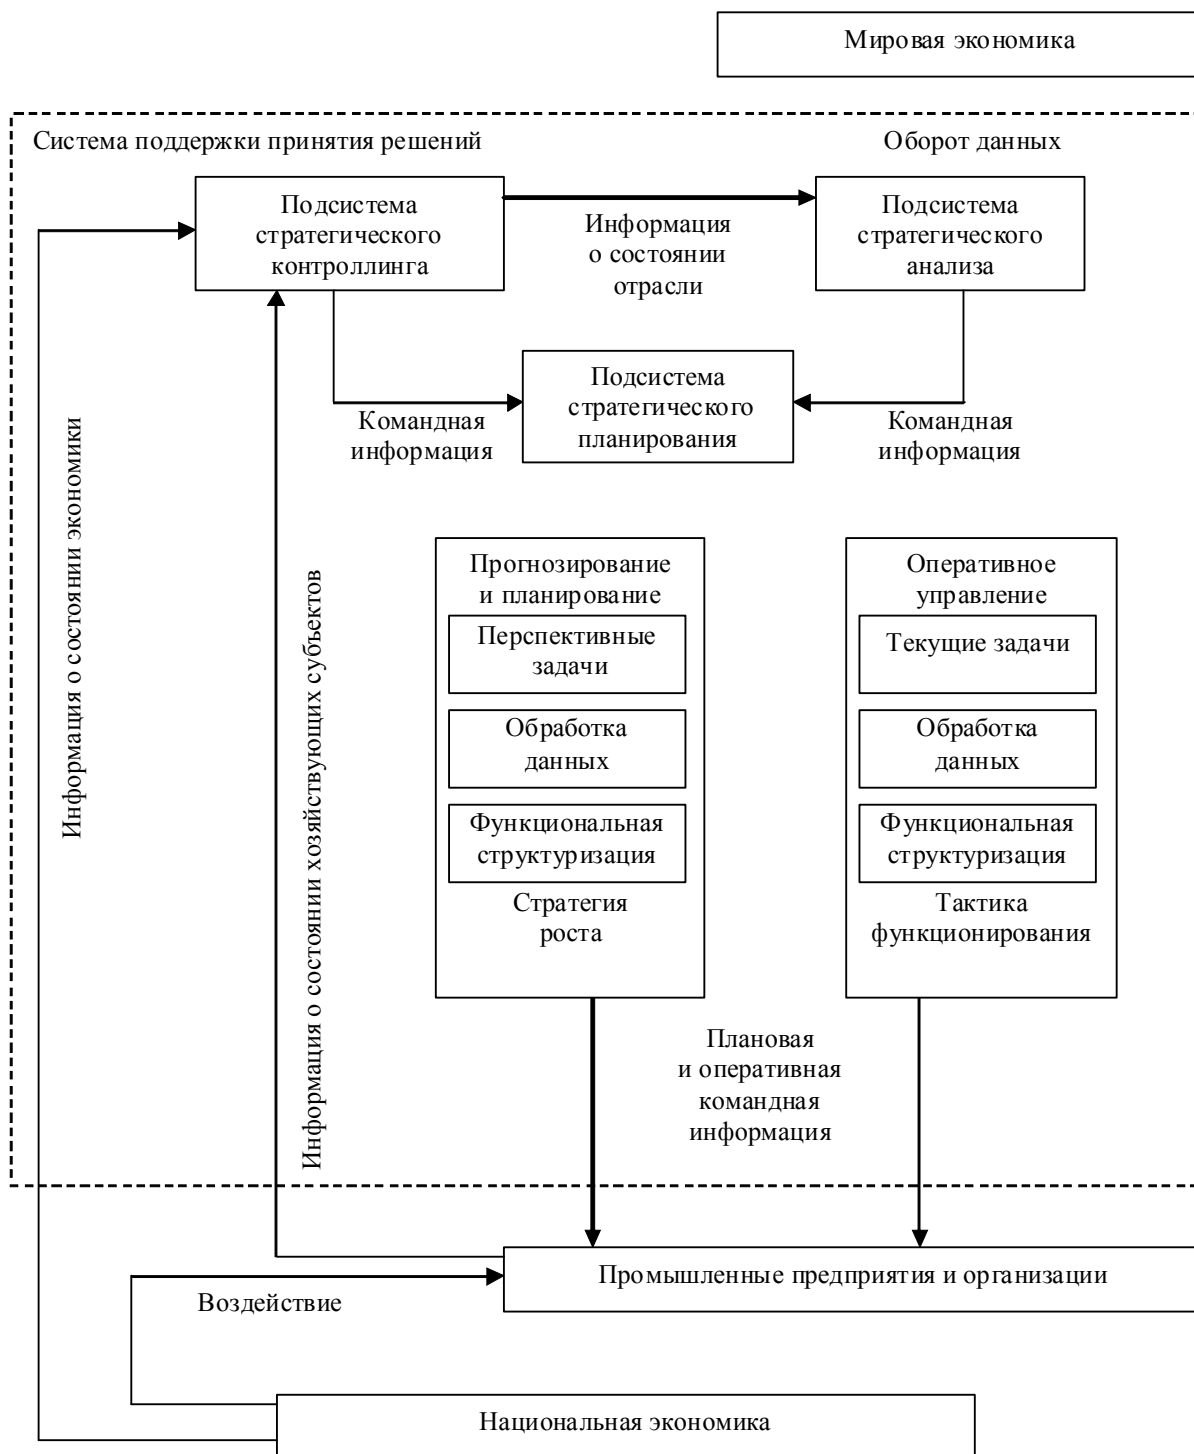 Мировая экономика
Система поддержки принятия решений
Оборот данных
Подсистема
стратегического
контроллинга
Информация
о состоянии
отрасли
Подсистема
стратегического
анализа
Подсистема
стратегического
планирования
Командная
информация
Командная
информация
Информация о состоянии экономики
Информация о состоянии хозяйствующих субъектов
Прогнозирование
и планирование
Перспективные
задачи
Обработка
данных
Функциональная
структуризация
Стратегия
роста
Оперативное
управление
Текущие задачи
Обработка
данных
Функциональная
структуризация
Тактика
функционирования
Плановая
и оперативная
командная
информация
Промышленные предприятия и организации
Воздействие
Национальная экономика